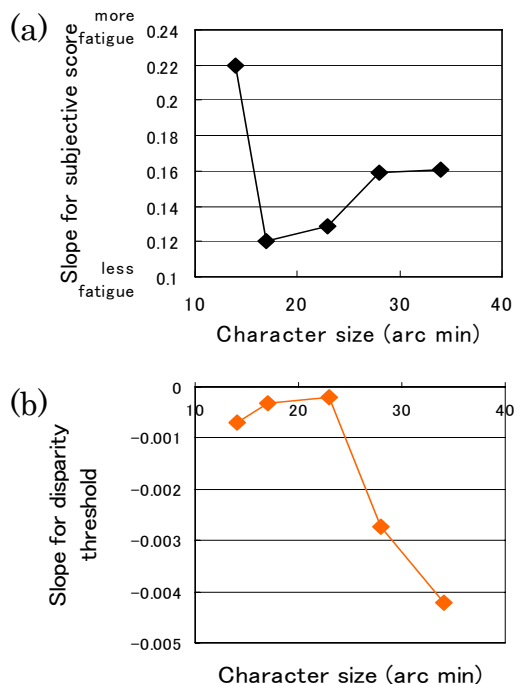 (a)
more
fatigue
0.24
0.22
0.2
0.18
0.16
0.14
0.12
0.1
less
fatigue
Slope for subjective score
10 20 30 40
Character size (arc min)
(b)
0
10 20 30 40
-0.001
-0.002
-0.003
-0.004
-0.005
Slope for disparity
threshold
Character size (arc min)